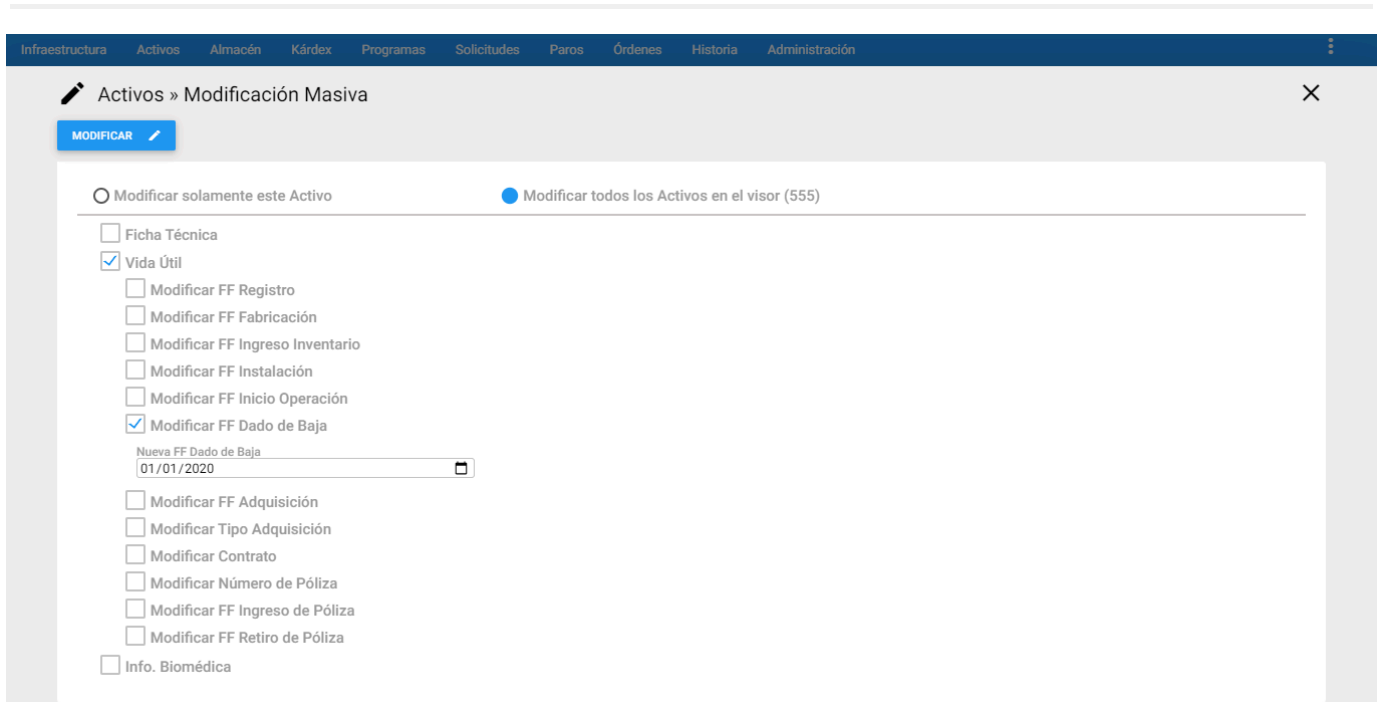 Infraestructura Activos Almacén Kárdex Programas Solicitudes Paros Órdenes Historia Administración
Activos » Modificación Masiva
MODIFICAR
Modificar solamente este Activo Modificar todos los Activos en el visor (555)
Ficha Técnica
Vida Útil
Modificar FF Registro
Modificar FF Fabricación
Modificar FF Ingreso Inventario
Modificar FF Instalación
Modificar FF Inicio Operación
Modificar FF Dado de Baja
Nueva FF Dado de Baja
01/01/2020
Modificar FF Adquisición
Modificar Tipo Adquisición
Modificar Contrato
Modificar Número de Póliza
Modificar FF Ingreso de Póliza
Modificar FF Retiro de Póliza
Info. Biomédica